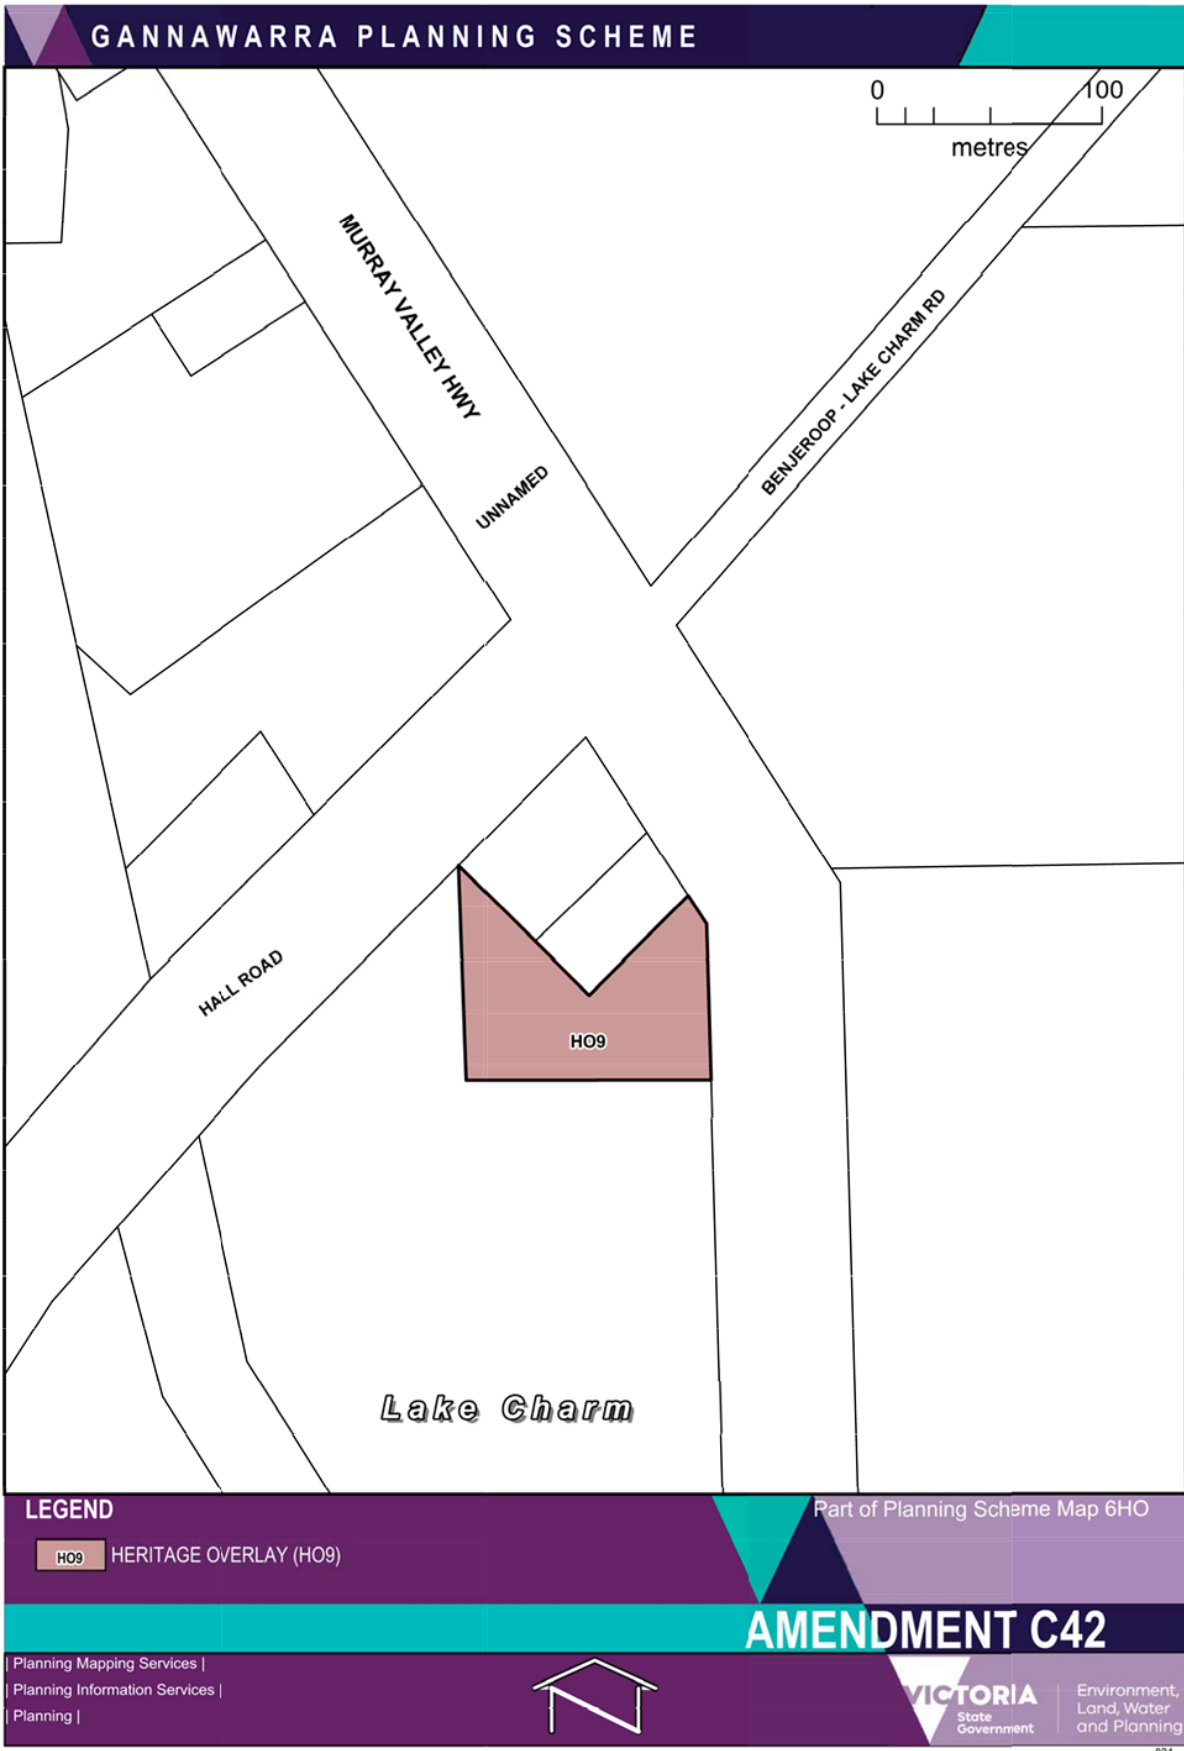 GANNAWARRA PLANNING SCHEME
0 100
metres
MURRAY VALLEY HWY
BENJEROOP - LAKE CHARM RD
UNNAMED
HALL ROAD
HO9
Lake Charm
LEGEND
Part of Planning Scheme Map 6HO
HO9 HERITAGE OVERLAY (HO9)
AMENDMENT C42
| Planning Mapping Services |
| Planning Information Services |
| Planning |
VICTORIA
State
Government
Environment,
Land, Water
and Planning